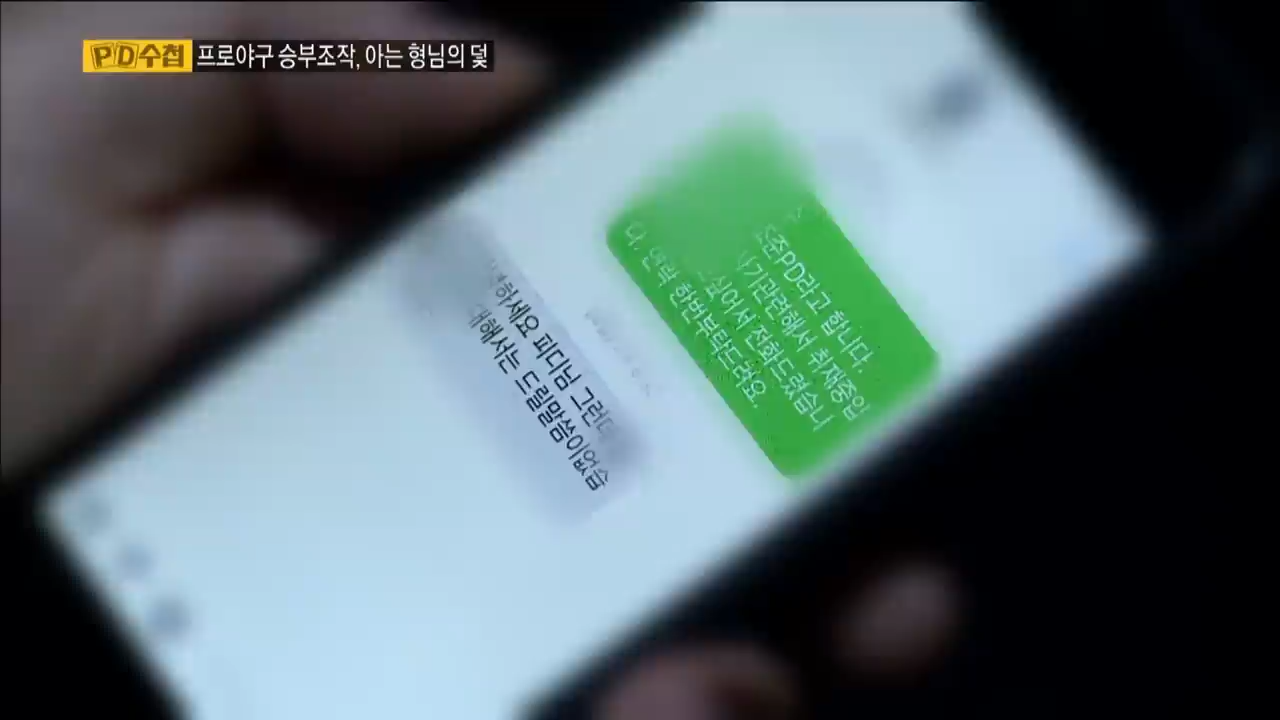 PD수첩 프로야구 승부조작, 아는 형님의 덫
PD라고 합니다.
사기관련해서 취재중입
싶어서 전화드렸습니
다. 연락 한번부탁드려요.
하세요 피디님 그런데
대해서는 드릴말씀이없습